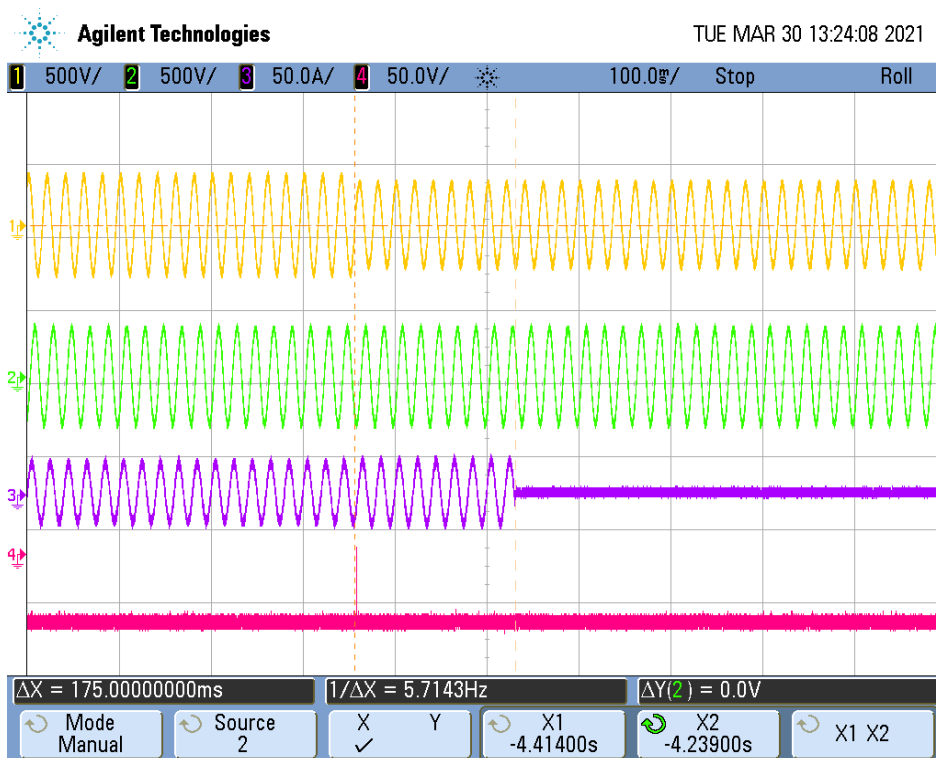 Agilent Technologies
TUE MAR 30 13:24:08 2021
1 500V/ 2 500V/ 3 50.0A/ 4 50.0V/ 100.0ms/ Stop Roll
1
2
3
4
ΔX = 175.00000000ms 1/ΔX = 5.7143Hz ΔY(2) = 0.0V
Mode Source X Y X1 X2 X1 X2
Manual 2 ✓ -4.41400s -4.23900s